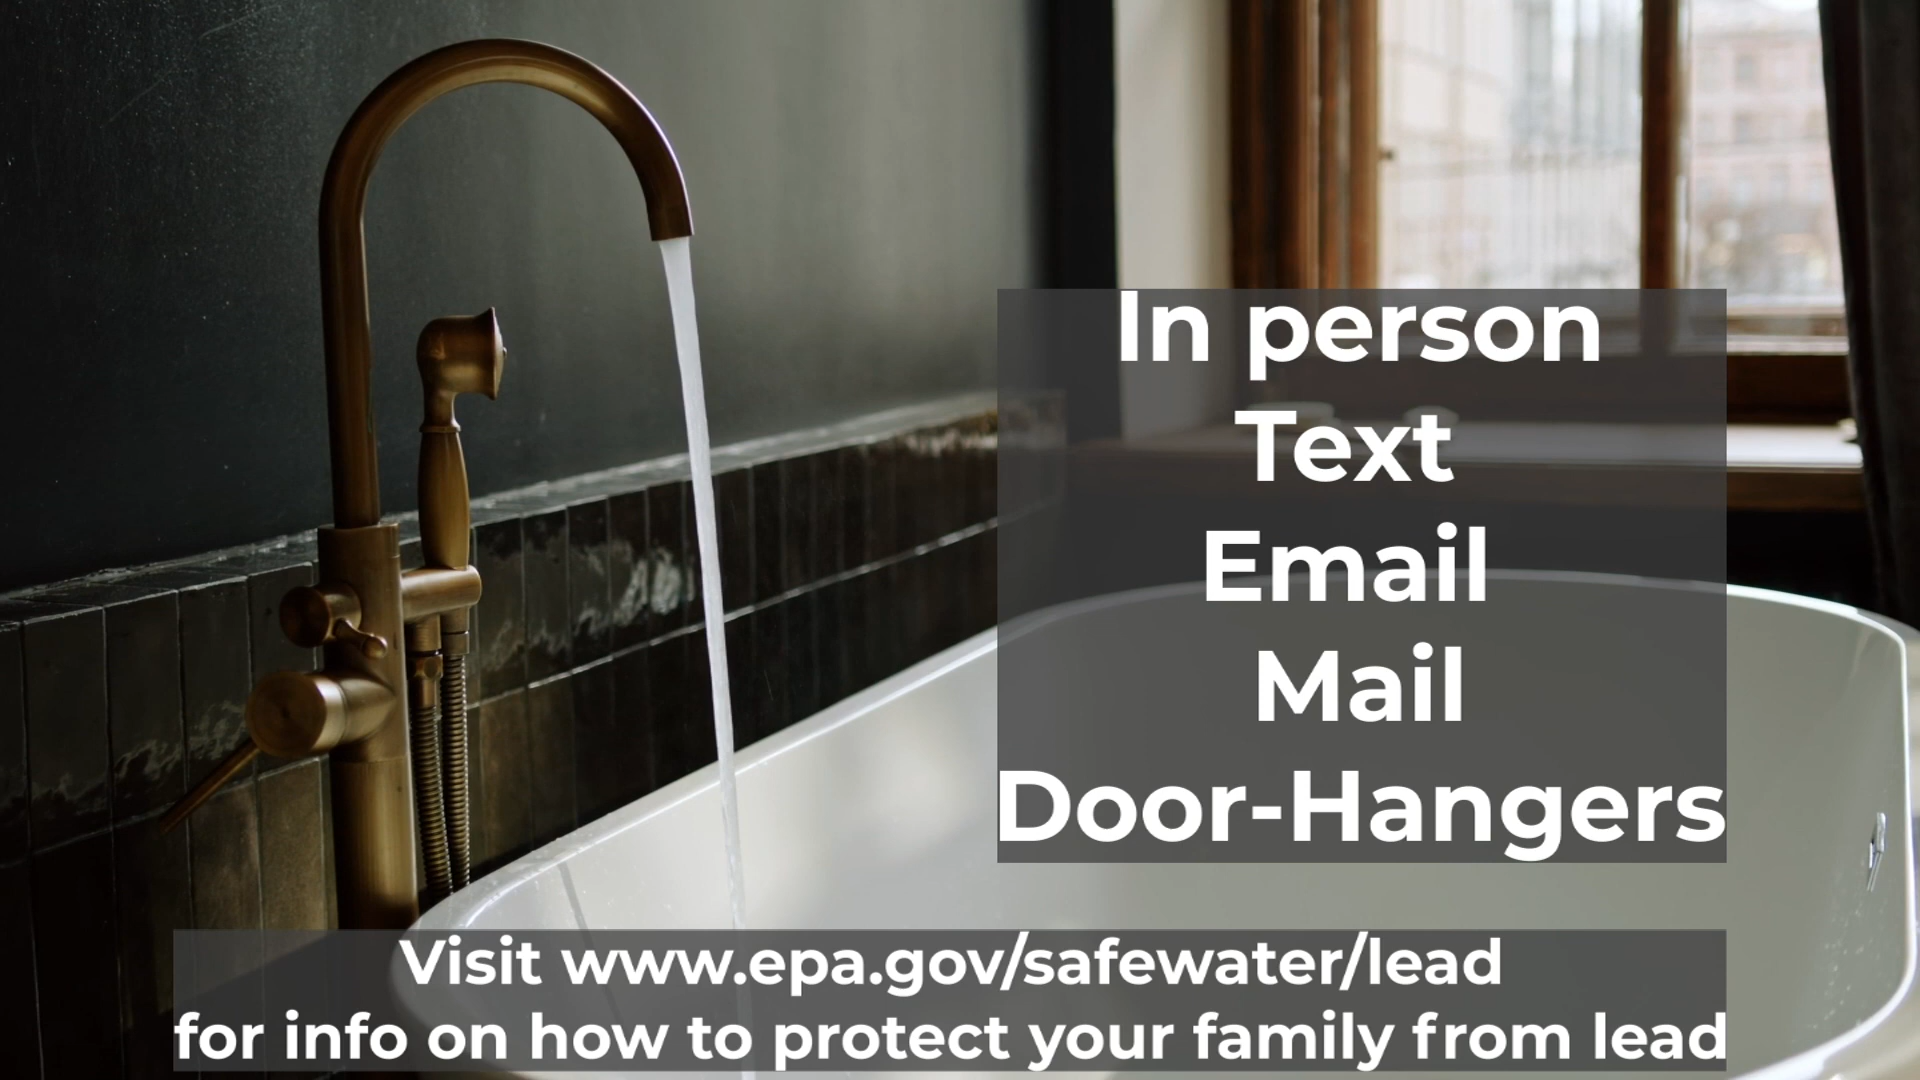 In person
Text
Email
Mail
Door-Hangers
Visit www.epa.gov/safewater/lead
for info on how to protect your family from lead